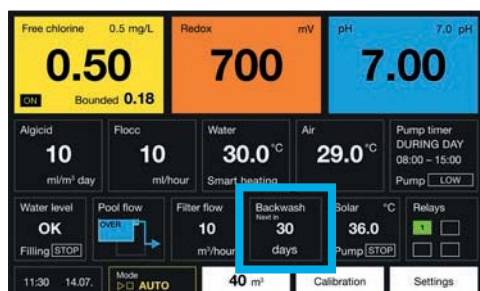 Free chlorine 0.5 mg/L
0.50
ON Bounded 0.18
Redox mV
700
pH 7.0 pH
7.00
Algicid
10
ml/m³ day
Flocc
10
ml/hour
Water
30.0 °C
Smart heating
Air
29.0 °C
Pump timer
DURING DAY
08:00 – 15:00
Pump LOW
Water level
OK
Filling STOP
Pool flow
OVER
Filter flow
10
m³/hour
Backwash
Next in
30
days
Solar °C
36.0
Pump STOP
Relays
1
11:30 14.07.
Mode
AUTO
40 m³
Calibration
Settings